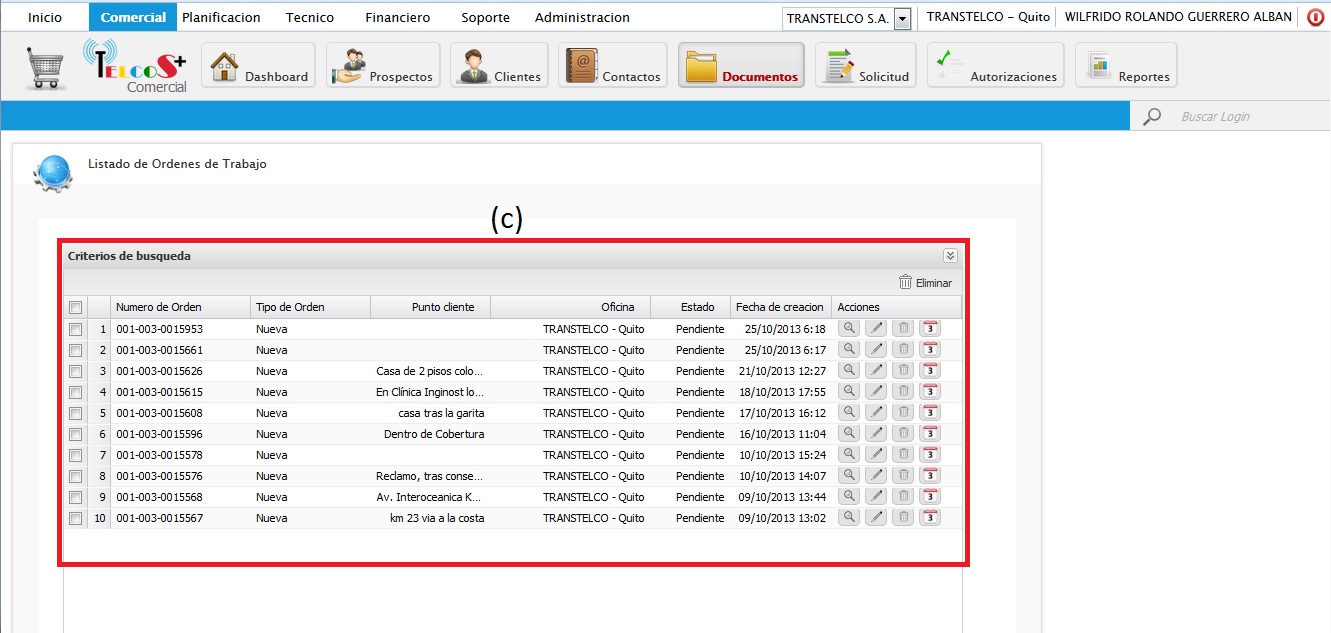 Inicio Comercial Planificacion Tecnico Financiero Soporte Administracion TRANSTELCO S.A. TRANSTELCO - Quito WILFRIDO ROLANDO GUERRERO ALBAN
TELCOS+ Comercial Dashboard Prospectos Clientes Contactos Documentos Solicitud Autorizaciones Reportes
Buscar Login
Listado de Ordenes de Trabajo
(c)
Criterios de busqueda
Eliminar
Numero de Orden Tipo de Orden Punto cliente Oficina Estado Fecha de creacion Acciones
1 001-003-0015953 Nueva TRANSTELCO - Quito Pendiente 25/10/2013 6:18 3
2 001-003-0015661 Nueva TRANSTELCO - Quito Pendiente 25/10/2013 6:17 3
3 001-003-0015626 Nueva Casa de 2 pisos colo... TRANSTELCO - Quito Pendiente 21/10/2013 12:27 3
4 001-003-0015615 Nueva En Clínica Inginost lo... TRANSTELCO - Quito Pendiente 18/10/2013 17:55 3
5 001-003-0015608 Nueva casa tras la garita TRANSTELCO - Quito Pendiente 17/10/2013 16:12 3
6 001-003-0015596 Nueva Dentro de Cobertura TRANSTELCO - Quito Pendiente 16/10/2013 11:04 3
7 001-003-0015578 Nueva TRANSTELCO - Quito Pendiente 10/10/2013 15:24 3
8 001-003-0015576 Nueva Reclamo, tras conse... TRANSTELCO - Quito Pendiente 10/10/2013 14:07 3
9 001-003-0015568 Nueva Av. Interoceanica K... TRANSTELCO - Quito Pendiente 09/10/2013 13:44 3
10 001-003-0015567 Nueva km 23 via a la costa TRANSTELCO - Quito Pendiente 09/10/2013 13:02 3